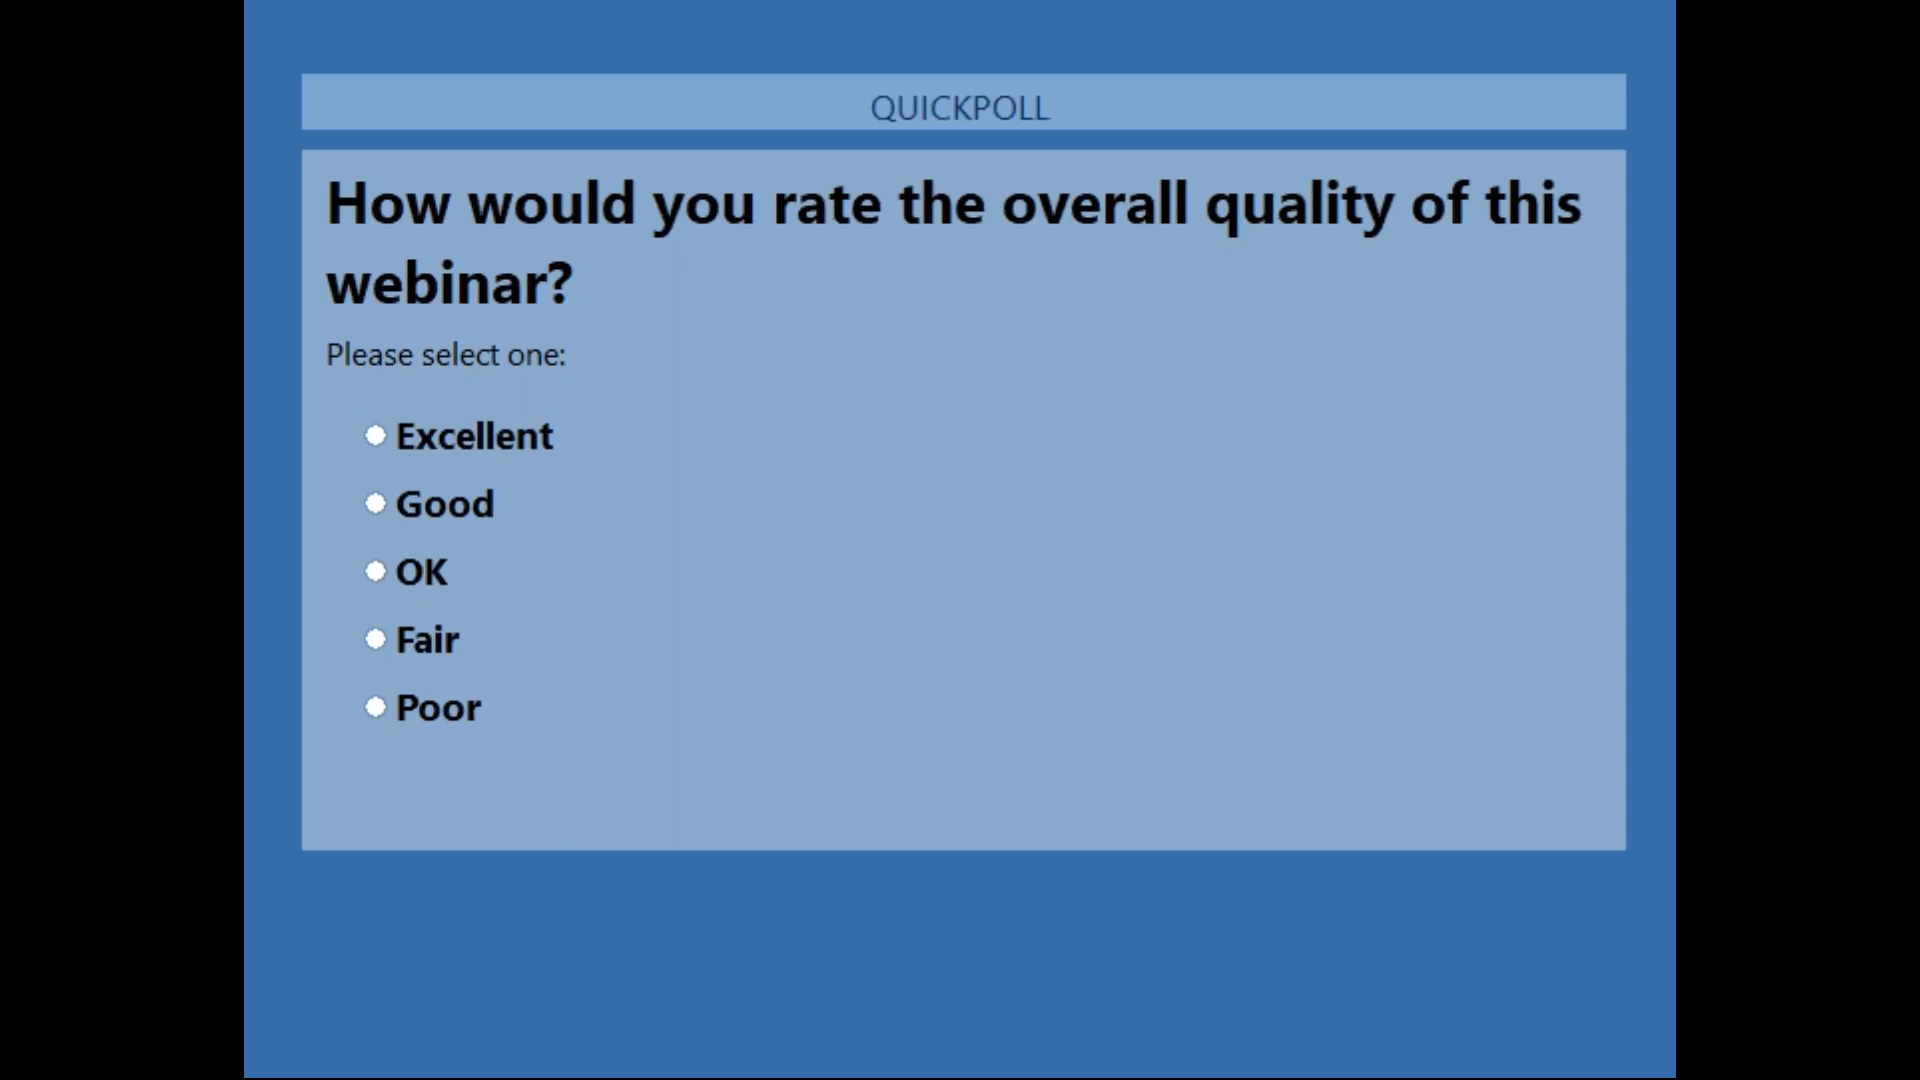 QUICKPOLL
How would you rate the overall quality of this
webinar?
Please select one:
Excellent
Good
OK
Fair
Poor